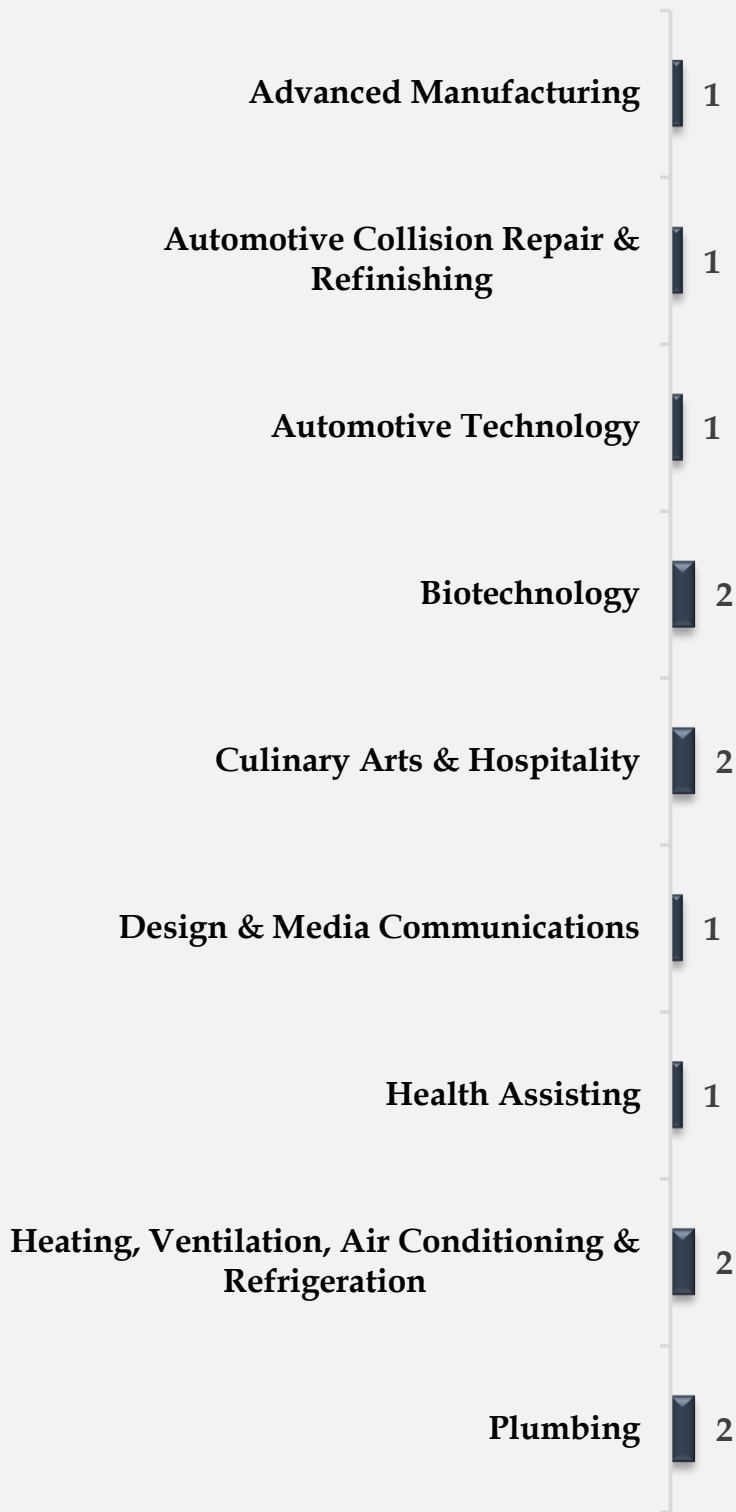 Advanced Manufacturing 1
Automotive Collision Repair &
Refinishing 1
Automotive Technology 1
Biotechnology 2
Culinary Arts & Hospitality 2
Design & Media Communications 1
Health Assisting 1
Heating, Ventilation, Air Conditioning &
Refrigeration 2
Plumbing 2